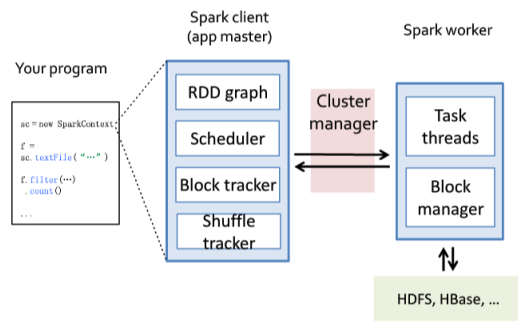 Your program
sc = new SparkContext;
f =
sc.textFile( “…” )
f.filter(…)
.count()
...
Spark client
(app master)
RDD graph
Scheduler
Block tracker
Shuffle
tracker
Cluster
manager
Spark worker
Task
threads
Block
manager
HDFS, HBase, ...